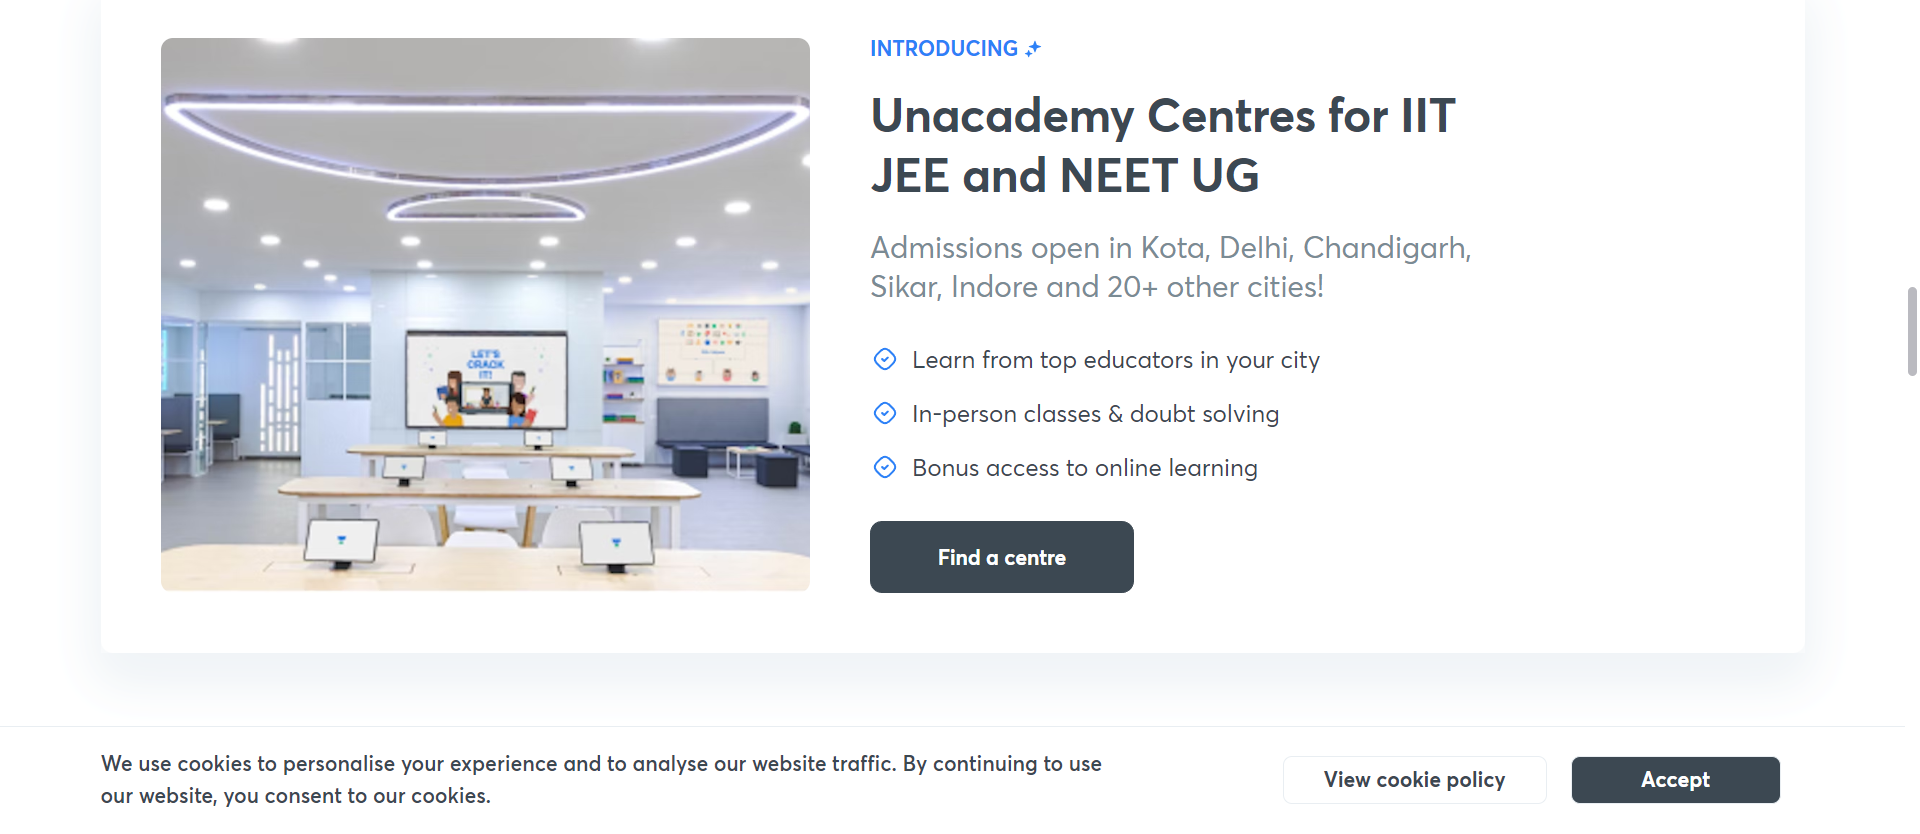 INTRODUCING
Unacademy Centres for IIT
JEE and NEET UG
Admissions open in Kota, Delhi, Chandigarh,
Sikar, Indore and 20+ other cities!
LET'S
CRACK
IT!
Learn from top educators in your city
In-person classes & doubt solving
Bonus access to online learning
Find a centre
We use cookies to personalise your experience and to analyse our website traffic. By continuing to use
our website, you consent to our cookies.
View cookie policy
Accept